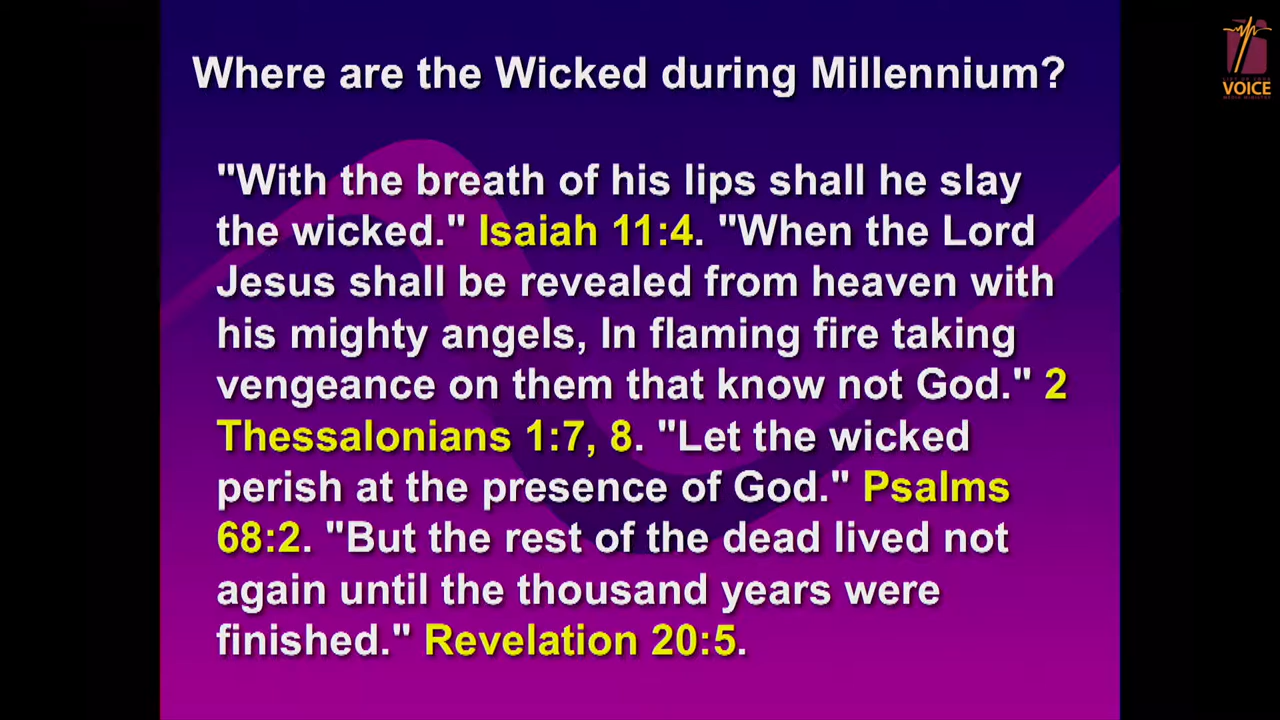 Where are the Wicked during Millennium?
"With the breath of his lips shall he slay
the wicked." Isaiah 11:4. "When the Lord
Jesus shall be revealed from heaven with
his mighty angels, In flaming fire taking
vengeance on them that know not God." 2
Thessalonians 1:7, 8. "Let the wicked
perish at the presence of God." Psalms
68:2. "But the rest of the dead lived not
again until the thousand years were
finished." Revelation 20:5.
VOICE